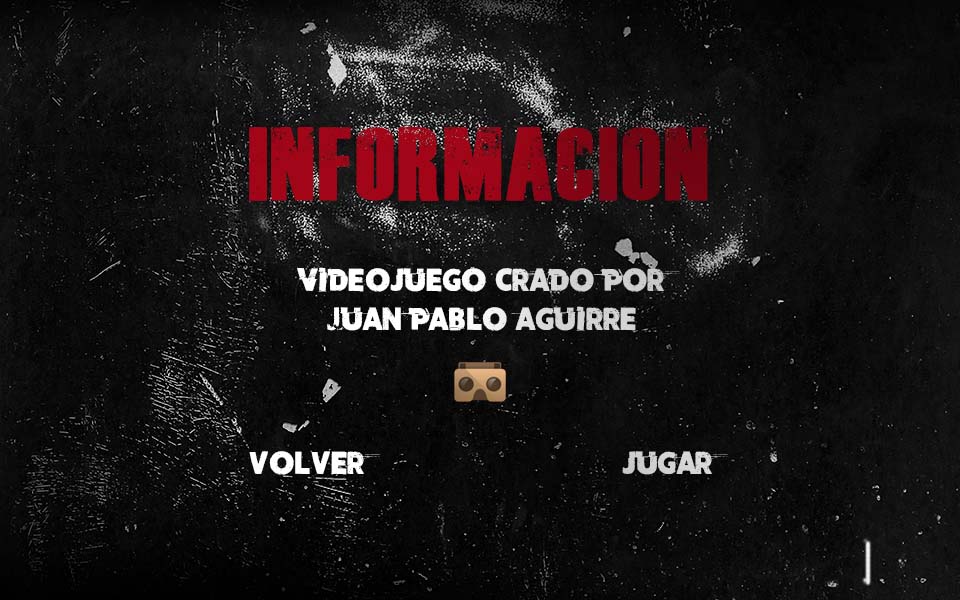 INFORMACION
VIDEOJUEGO CRADO POR
JUAN PABLO AGUIRRE
VOLVER
JUGAR